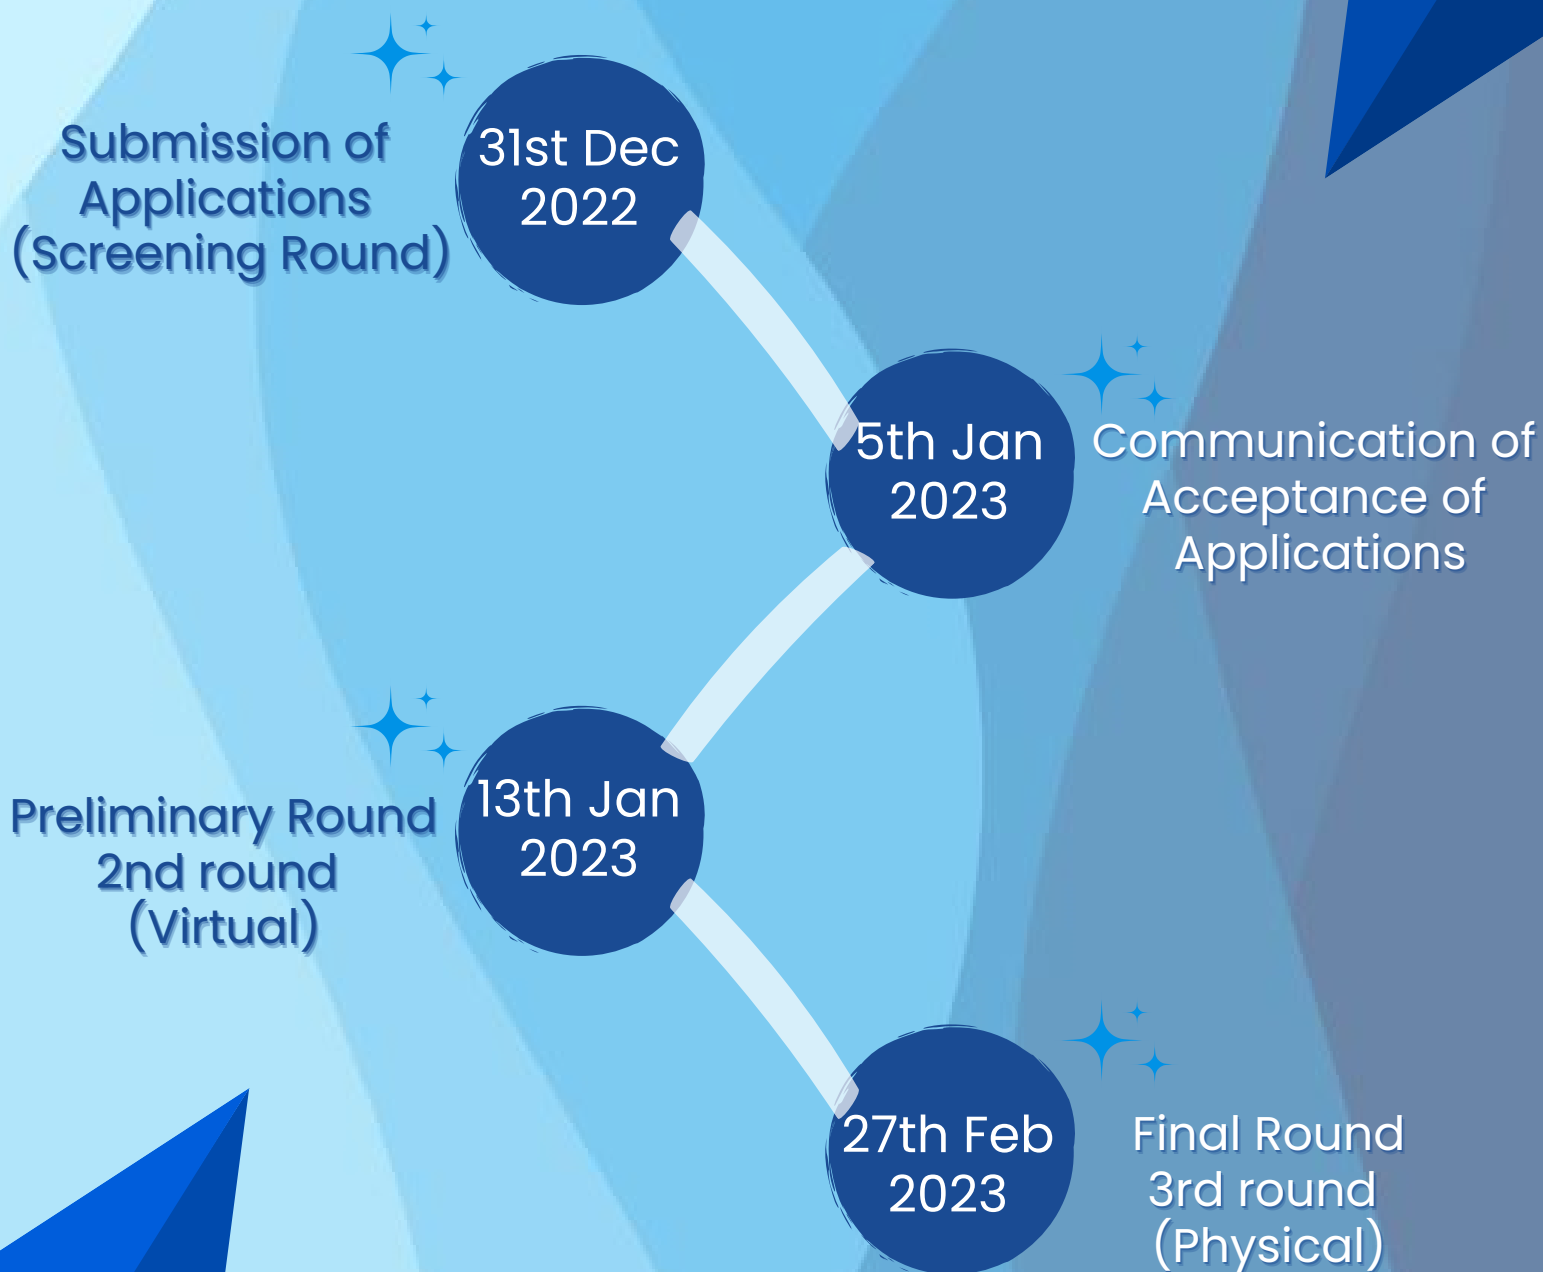 Submission of
Applications
(Screening Round)
31st Dec
2022
5th Jan
2023
Communication of
Acceptance of
Applications
Preliminary Round
2nd round
(Virtual)
13th Jan
2023
27th Feb
2023
Final Round
3rd round
(Physical)